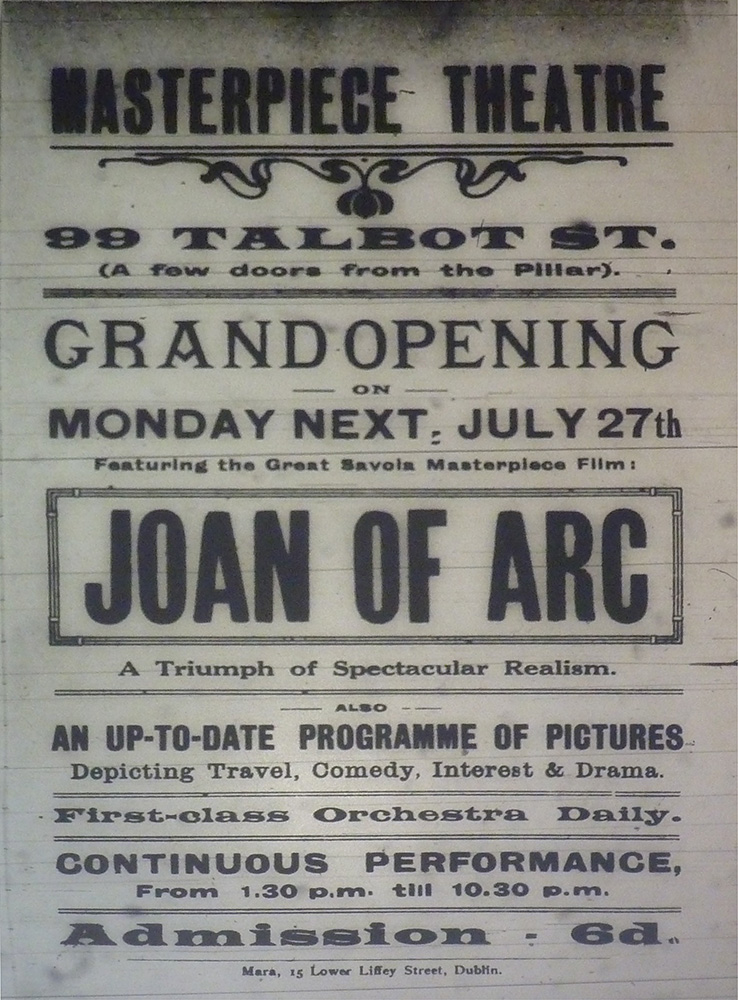 MASTERPIECE THEATRE
99 TALBOT ST.
(A few doors from the Pillar).
GRAND OPENING
ON
MONDAY NEXT, JULY 27th
Featuring the Great Savoia Masterpiece Film:
JOAN OF ARC
A Triumph of Spectacular Realism.
ALSO
AN UP-TO-DATE PROGRAMME OF PICTURES
Depicting Travel, Comedy, Interest & Drama.
First-class Orchestra Daily.
CONTINUOUS PERFORMANCE,
From 1.30 p.m. till 10.30 p.m.
Admission - 6d.
Mara, 15 Lower Liffey Street, Dublin.